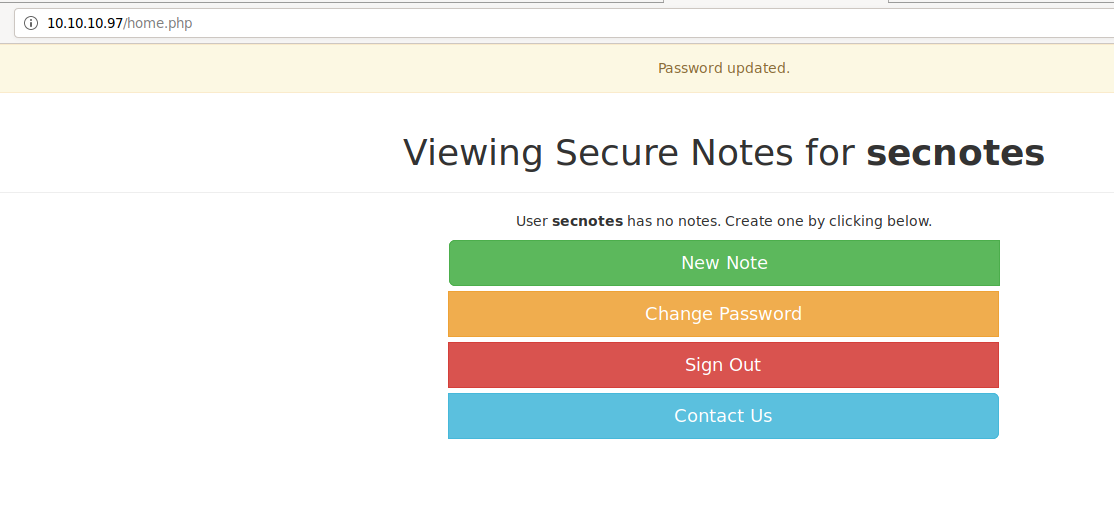 10.10.10.97/home.php
Password updated.
Viewing Secure Notes for secnotes
User secnotes has no notes. Create one by clicking below.
New Note
Change Password
Sign Out
Contact Us